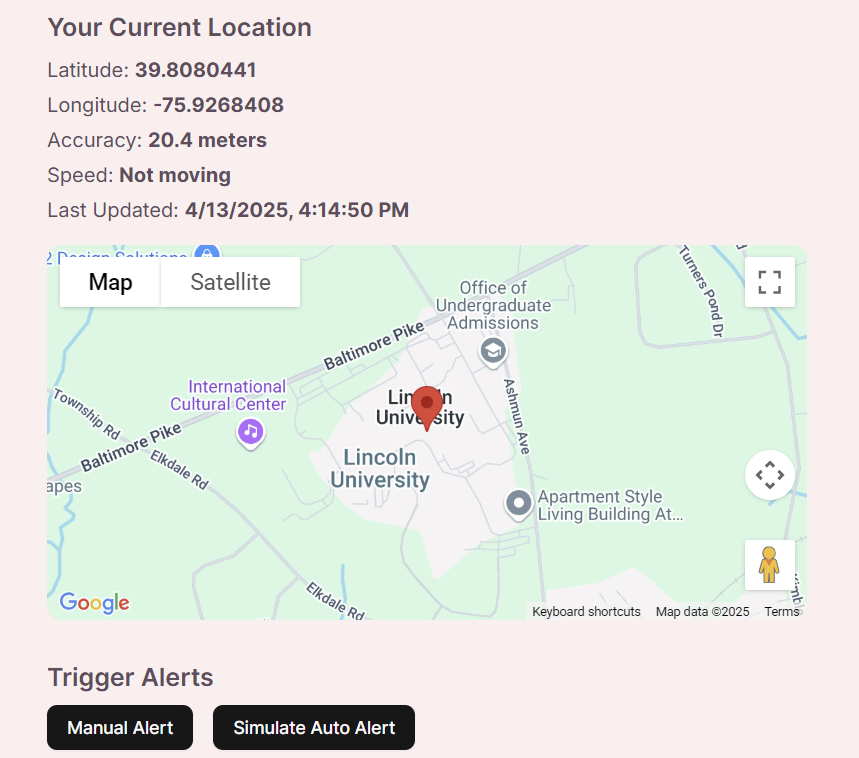 Your Current Location
Latitude: 39.8080441
Longitude: -75.9268408
Accuracy: 20.4 meters
Speed: Not moving
Last Updated: 4/13/2025, 4:14:50 PM
2 Design Solutions
Map
Satellite
Office of
Undergraduate
Admissions
Turners Pond Dr
Baltimore Pike
International
Cultural Center
Lincoln
University
Township Rd
Baltimore Pike
Elkdale Rd
Ashmun Ave
Lincoln
University
apes
Apartment Style
Living Building At...
Elkdale Rd
Google
Keyboard shortcuts
Map data ©2025
Terms
Trigger Alerts
Manual Alert
Simulate Auto Alert